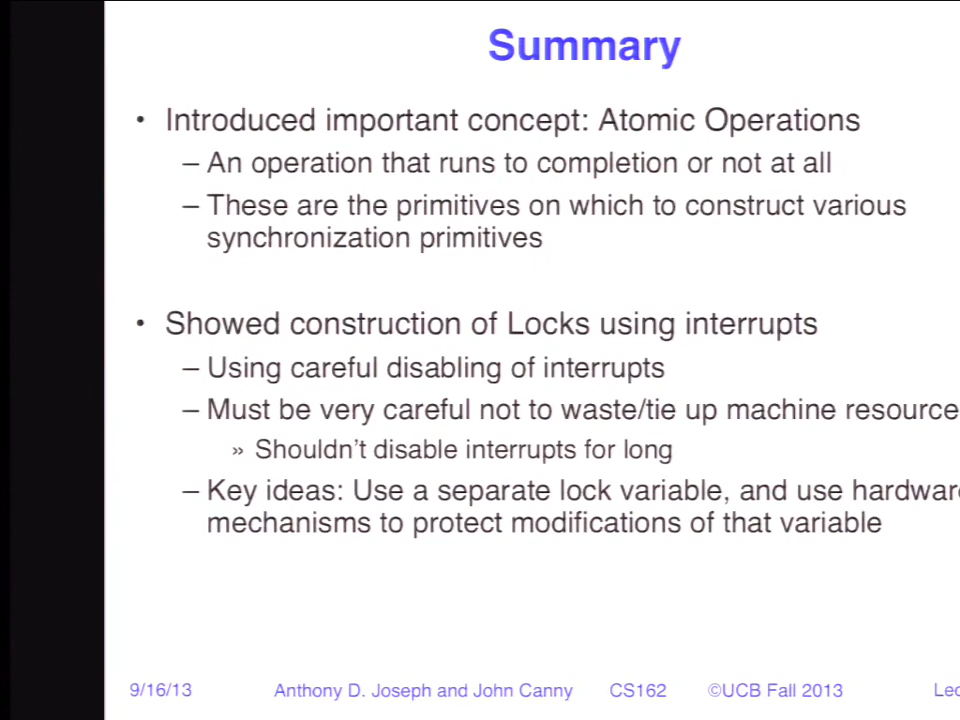 Summary
• Introduced important concept: Atomic Operations
– An operation that runs to completion or not at all
– These are the primitives on which to construct various
synchronization primitives
• Showed construction of Locks using interrupts
– Using careful disabling of interrupts
– Must be very careful not to waste/tie up machine resource
» Shouldn't disable interrupts for long
– Key ideas: Use a separate lock variable, and use hardwar
mechanisms to protect modifications of that variable
9/16/13 Anthony D. Joseph and John Canny CS162 ©UCB Fall 2013 Lec